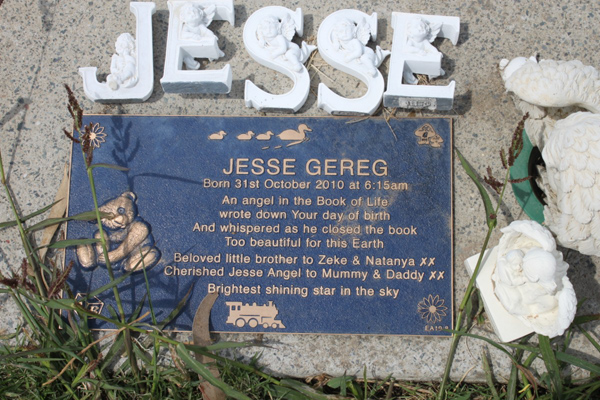 JESSE
JESSE GEREG
Born 31st October 2010 at 6:15am
An angel in the Book of Life
wrote down Your day of birth
And whispered as he closed the book
Too beautiful for this Earth
Beloved little brother to Zeke & Natanya xx
Cherished Jesse Angel to Mummy & Daddy xx
Brightest shining star in the sky